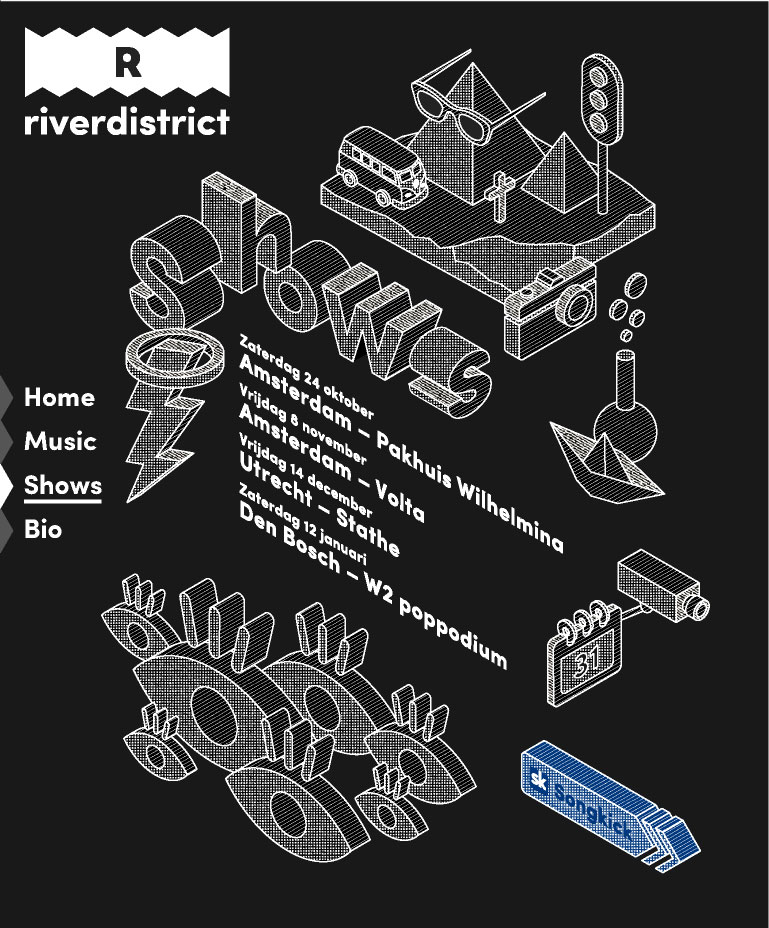 R
riverdistrict
Shows
Home
Music
Shows
Bio
Zaterdag 24 oktober
Amsterdam – Pakhuis Wilhelmina
Vrijdag 8 november
Amsterdam – Volta
Vrijdag 14 december
Utrecht – Stathe
Zaterdag 12 januari
Den Bosch – W2 poppodium
31
sk Songkick